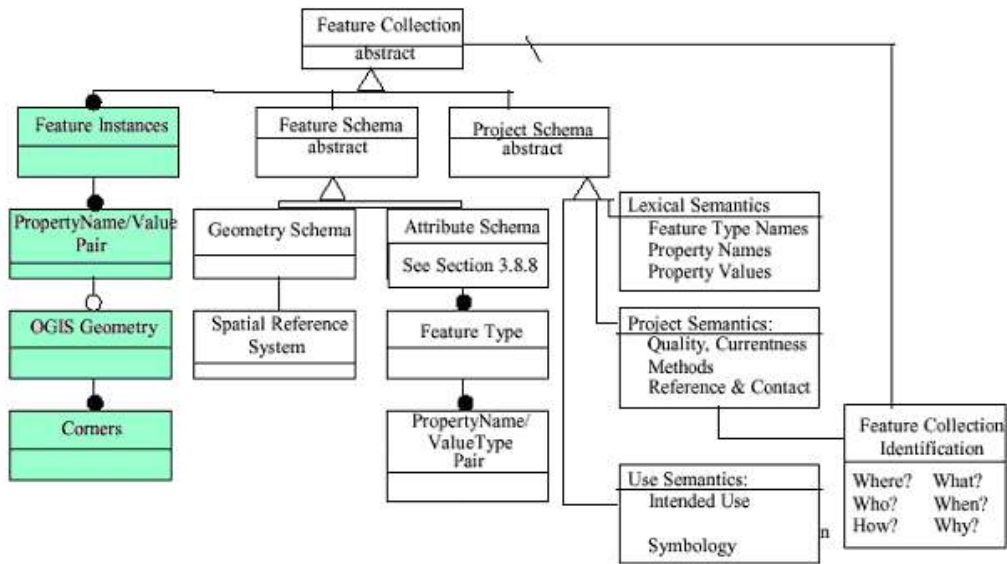 Feature Collection
abstract
Feature Instances
Feature Schema
abstract
Project Schema
abstract
PropertyName/Value
Pair
Geometry Schema
Attribute Schema
See Section 3.8.8
Lexical Semantics
Feature Type Names
Property Names
Property Values
OGIS Geometry
Spatial Reference
System
Feature Type
Project Semantics:
Quality, Currentness
Methods
Reference & Contact
Corners
PropertyName/
ValueType
Pair
Feature Collection
Identification
Where? What?
Who? When?
How? Why?
Use Semantics:
Intended Use
Symbology
n